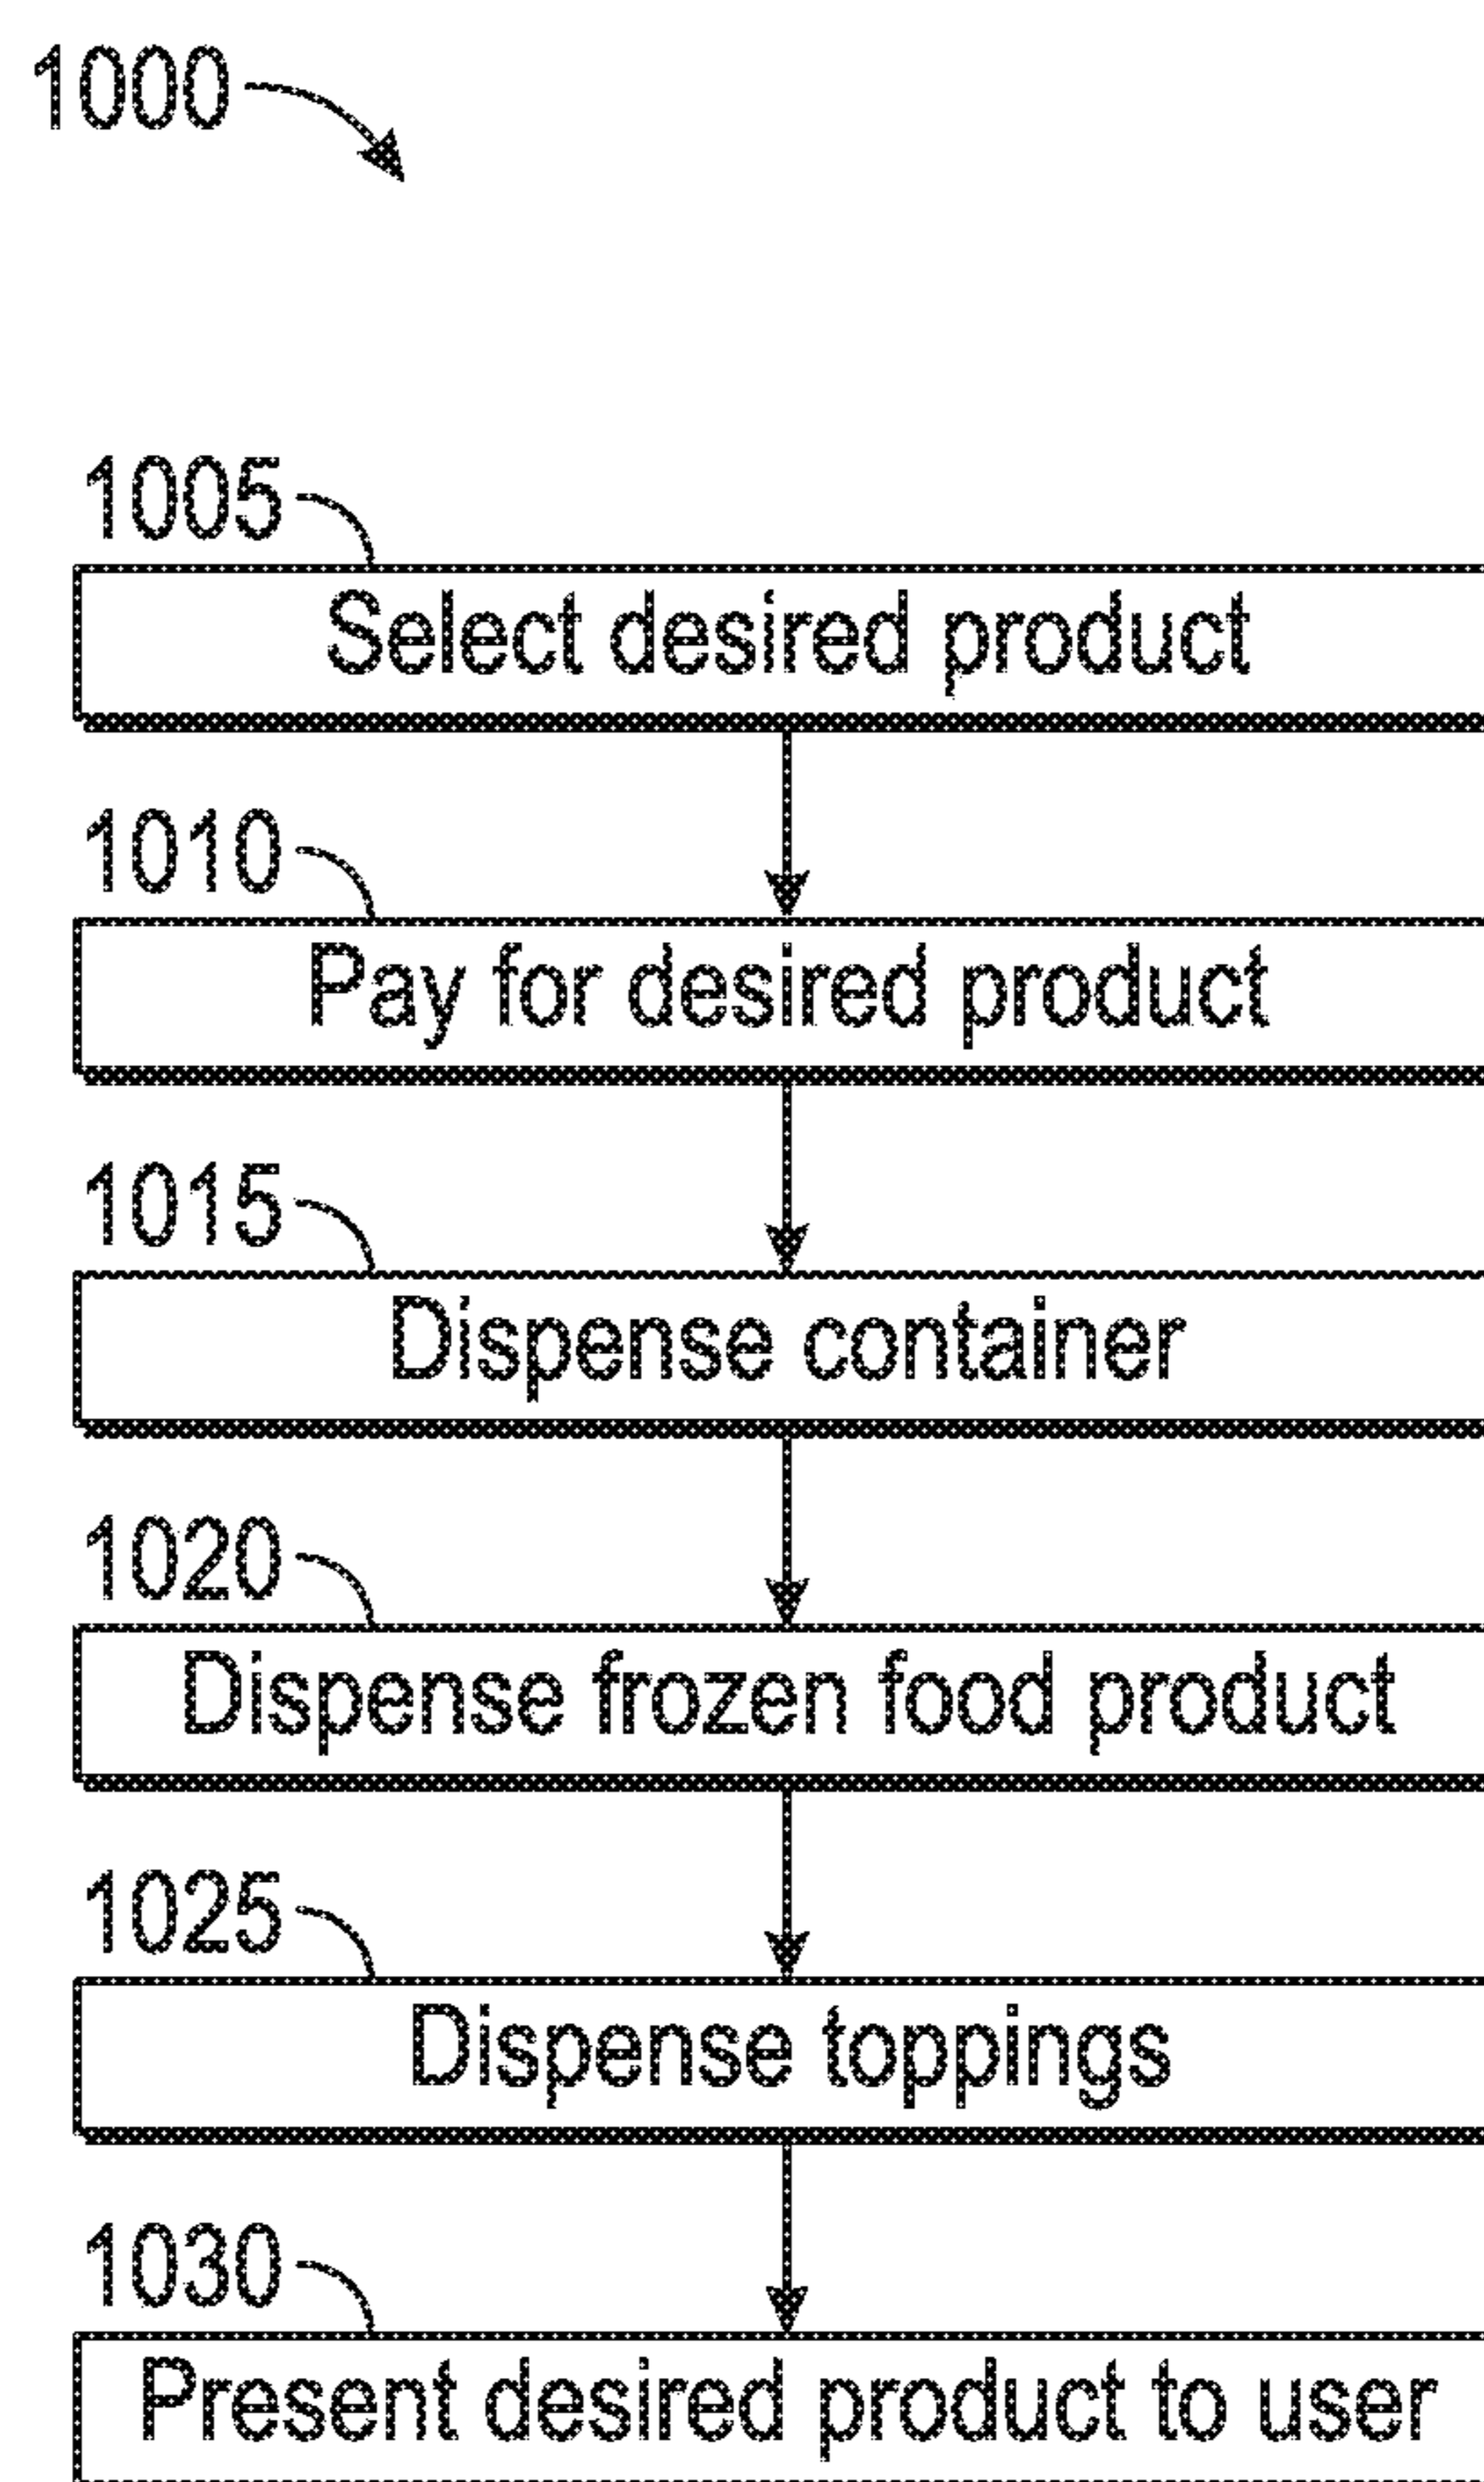 1000
1005
Select desired product
1010
Pay for desired product
1015
Dispense container
1020
Dispense frozen food product
1025
Dispense toppings
1030
Present desired product to user